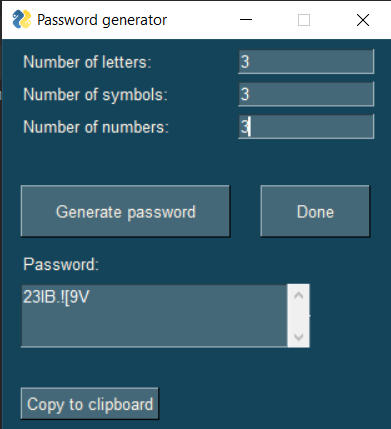 Password generator
Number of letters: 3
Number of symbols: 3
Number of numbers: 3
Generate password Done
Password:
23IB.![9V
Copy to clipboard